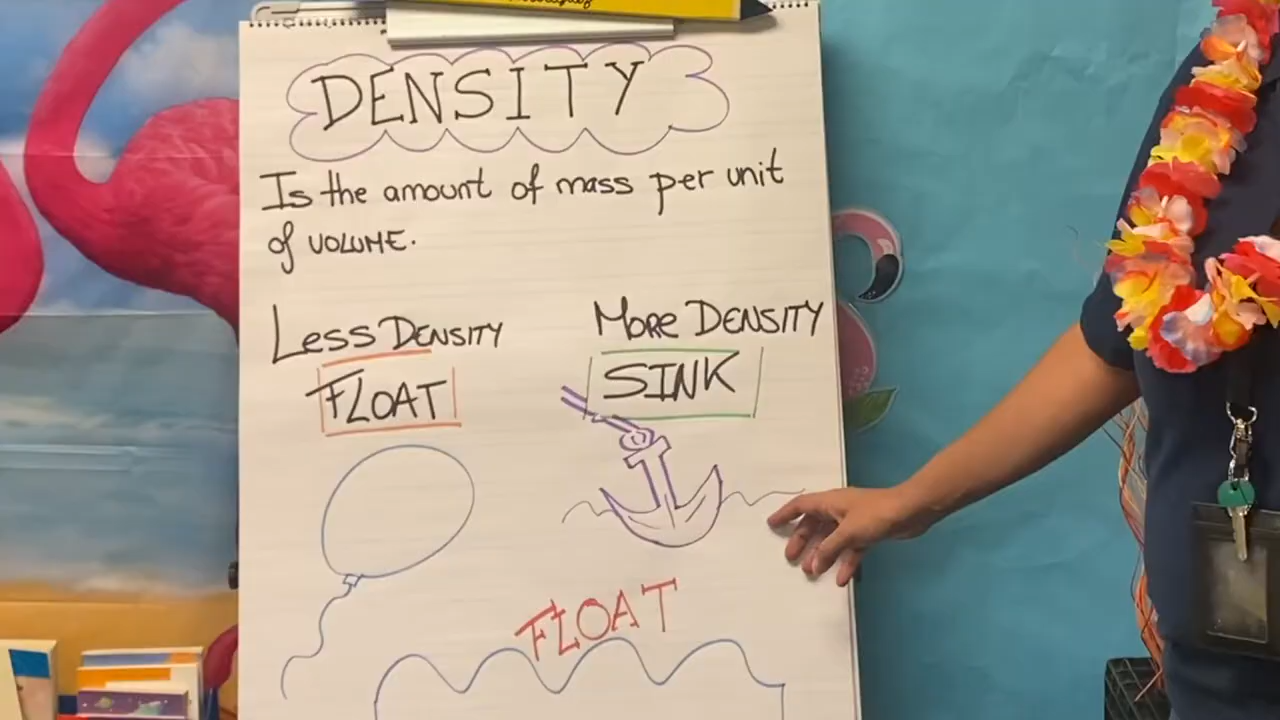 DENSITY
Is the amount of mass per unit
of VOLUME.
Less DENSITY
More DENSITY
FLOAT
SINK
FLOAT